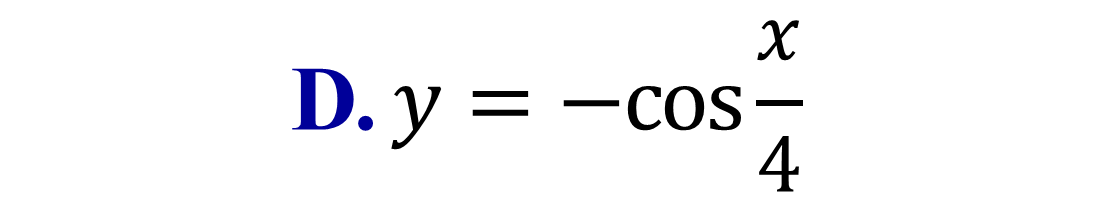 D. y = −cos x/4